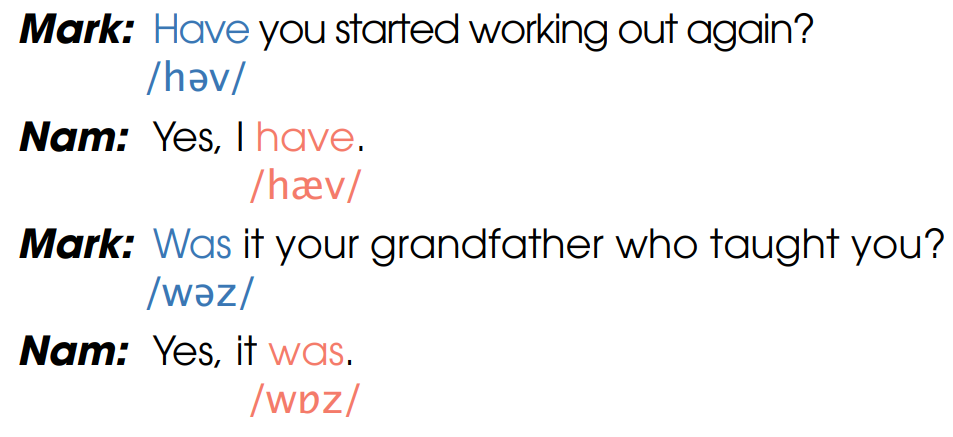 Mark: Have you started working out again?
/həv/
Nam: Yes, I have.
/hæv/
Mark: Was it your grandfather who taught you?
/wəz/
Nam: Yes, it was.
/wɒz/